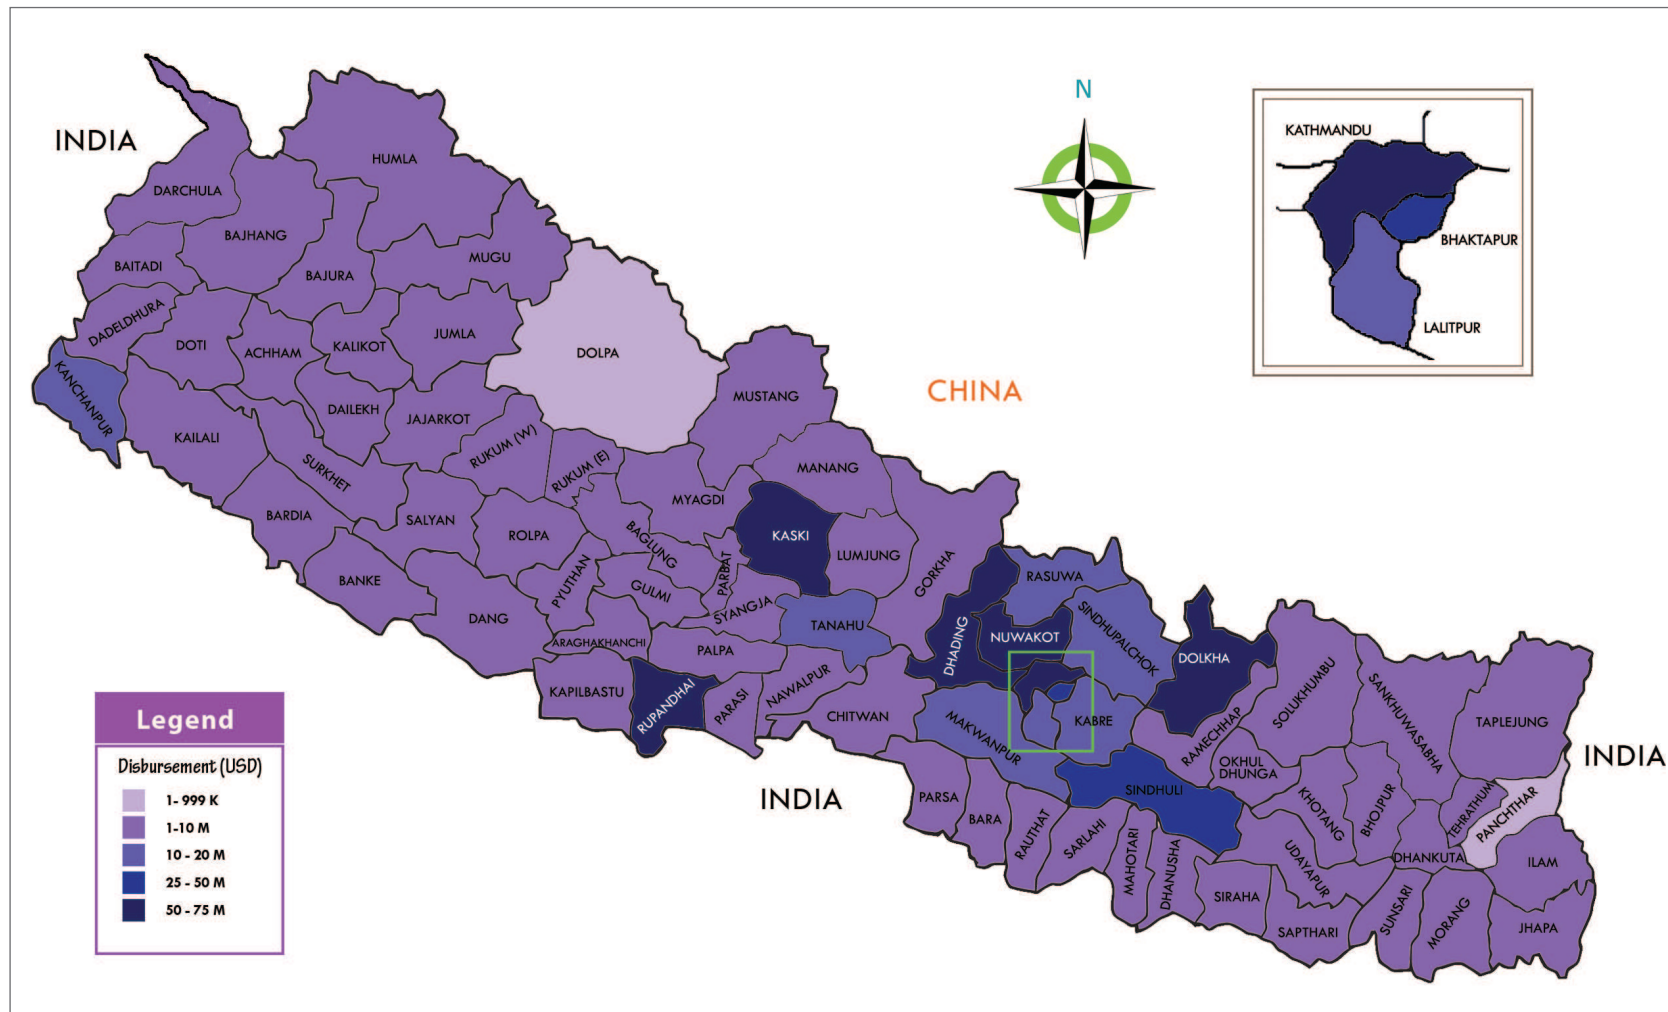 N
INDIA
KATHMANDU
BHAKTAPUR
LALITPUR
HUMLA
DARCHULA
BAJHANG
MUGU
BAITADI
BAJURA
DADELDHURA
DOTI
ACHHAM
KALIKOT
JUMLA
DOLPA
KANCHANPUR
CHINA
MUSTANG
DAILEKH
JAJARKOT
KAILALI
RUKUM (W)
RUKUM (E)
SURKHET
MANANG
MYAGDI
BARDIA
SALYAN
ROLPA
BAGLUNG
KASKI
LUMJUNG
PARBAT
GORKHA
BANKE
PYUTHAN
GULMI
SYANGJA
RASUWA
DANG
TANAHU
DHADING
NUWAKOT
SINDHUPALCHOK
ARAGHAKHANCHI
PALPA
DOLKHA
KAPILBASTU
RUPANDHAI
PARASI
NAWALPUR
CHITWAN
MAKWANPUR
KABRE
RAMECHHAP
SOLUKHUMBU
SANKHUWASABHA
TAPLEJUNG
INDIA
OKHUL
DHUNGA
SINDHULI
INDIA
PARSA
BARA
RAUTHAT
SARLAHI
MAHOTARI
DHANUSHA
KHOTANG
BHOJPUR
TEHRATHUM
PANCHTHAR
UDAYAPUR
DHANKUTA
ILAM
SIRAHA
SAPTHARI
SUNSARI
MORANG
JHAPA
Legend
Disbursement (USD)
1- 999 K
1-10 M
10 - 20 M
25 - 50 M
50 - 75 M